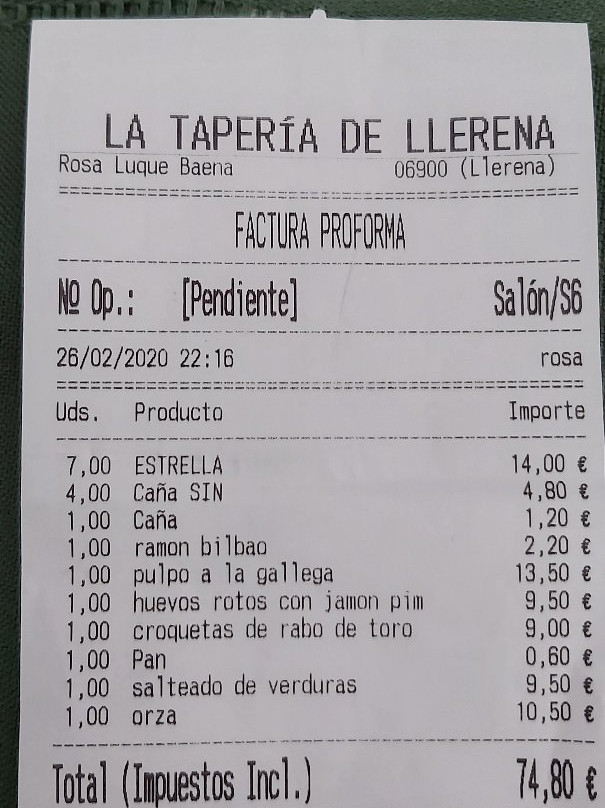 LA TAPERÍA DE LLERENA
Rosa Luque Baena 06900 (Llerena)
FACTURA PROFORMA
Nº Op.: [Pendiente] Salón/S6
26/02/2020 22:16 rosa
Uds. Producto Importe
7,00 ESTRELLA 14,00 €
4,00 Caña SIN 4,80 €
1,00 Caña 1,20 €
1,00 ramon bilbao 2,20 €
1,00 pulpo a la gallega 13,50 €
1,00 huevos rotos con jamon pim 9,50 €
1,00 croquetas de rabo de toro 9,00 €
1,00 Pan 0,60 €
1,00 salteado de verduras 9,50 €
1,00 orza 10,50 €
Total (Impuestos Incl.) 74,80 €